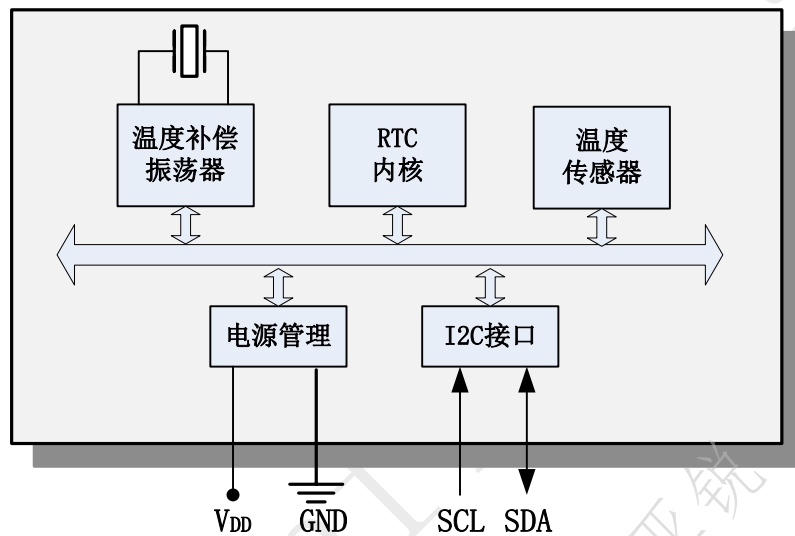 温度补偿
振荡器
RTC
内核
温度
传感器
电源管理
I2C接口
VDD
GND
SCL
SDA